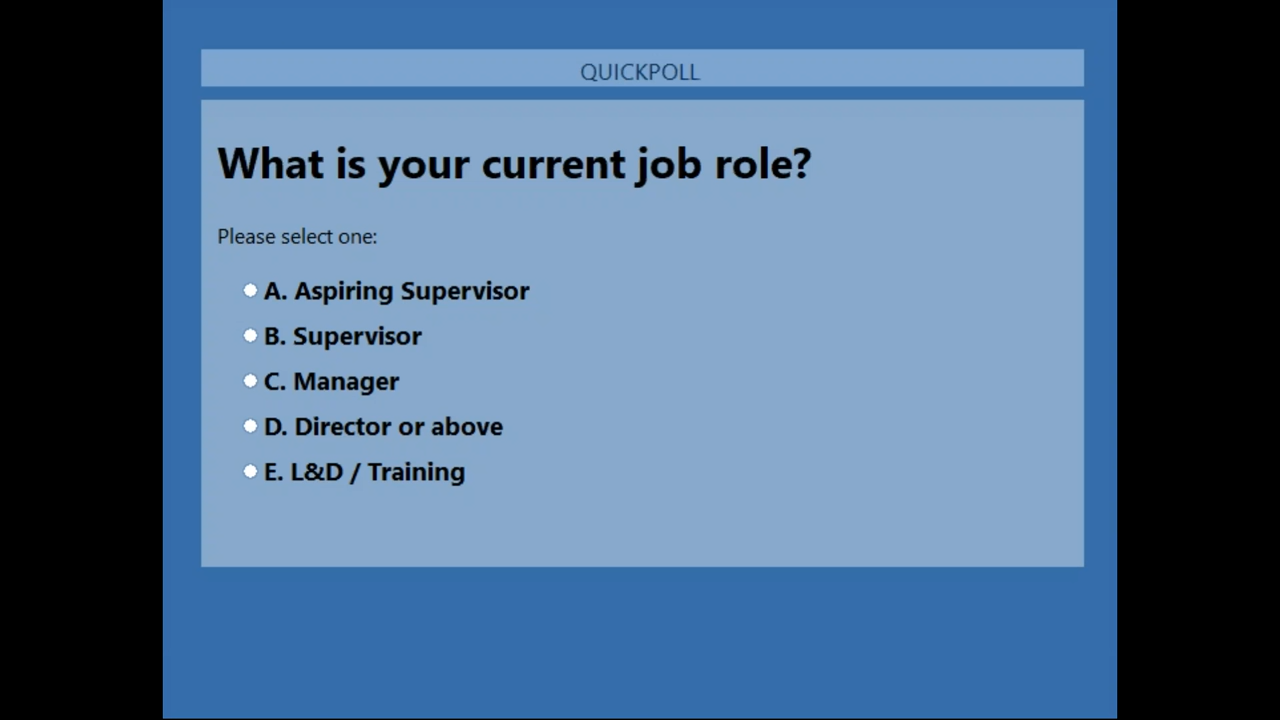 QUICKPOLL
What is your current job role?
Please select one:
A. Aspiring Supervisor
B. Supervisor
C. Manager
D. Director or above
E. L&D / Training